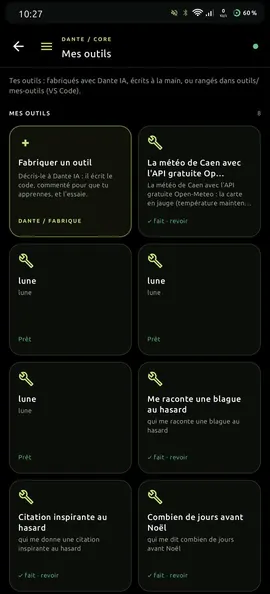 10:27
60 %
DANTE / CORE
Mes outils
Tes outils : fabriqués avec Dante IA, écrits à la main, ou rangés dans outils/
mes-outils (VS Code).
MES OUTILS
8
Fabriquer un outil
Décris-le à Dante IA : il écrit le
code, commenté pour que tu
apprennes, et l'essaie.
DANTE / FABRIQUE
La météo de Caen avec
l'API gratuite Op...
La météo de Caen avec l'API
gratuite Open-Meteo : la carte
en jauge (température mainten...
✓ fait · revoir
lune
lune
Prêt
lune
lune
Prêt
lune
lune
Prêt
Me raconte une blague
au hasard
qui me raconte une blague au
hasard
✓ fait · revoir
Citation inspirante au
hasard
qui me donne une citation
inspirante au hasard
✓ fait · revoir
Combien de jours avant
Noël
qui me dit combien de jours
avant Noël
✓ fait · revoir